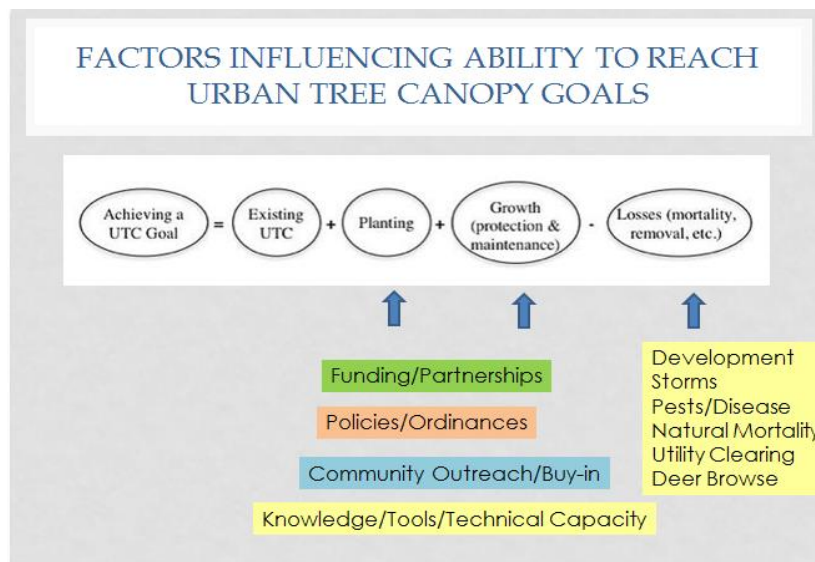 FACTORS INFLUENCING ABILITY TO REACH
URBAN TREE CANOPY GOALS
Achieving a
UTC Goal
=
Existing
UTC
+
Planting
+
Growth
(protection &
maintenance)
-
Losses (mortality,
removal, etc.)
Funding/Partnerships
Policies/Ordinances
Community Outreach/Buy-in
Knowledge/Tools/Technical Capacity
Development
Storms
Pests/Disease
Natural Mortality
Utility Clearing
Deer Browse